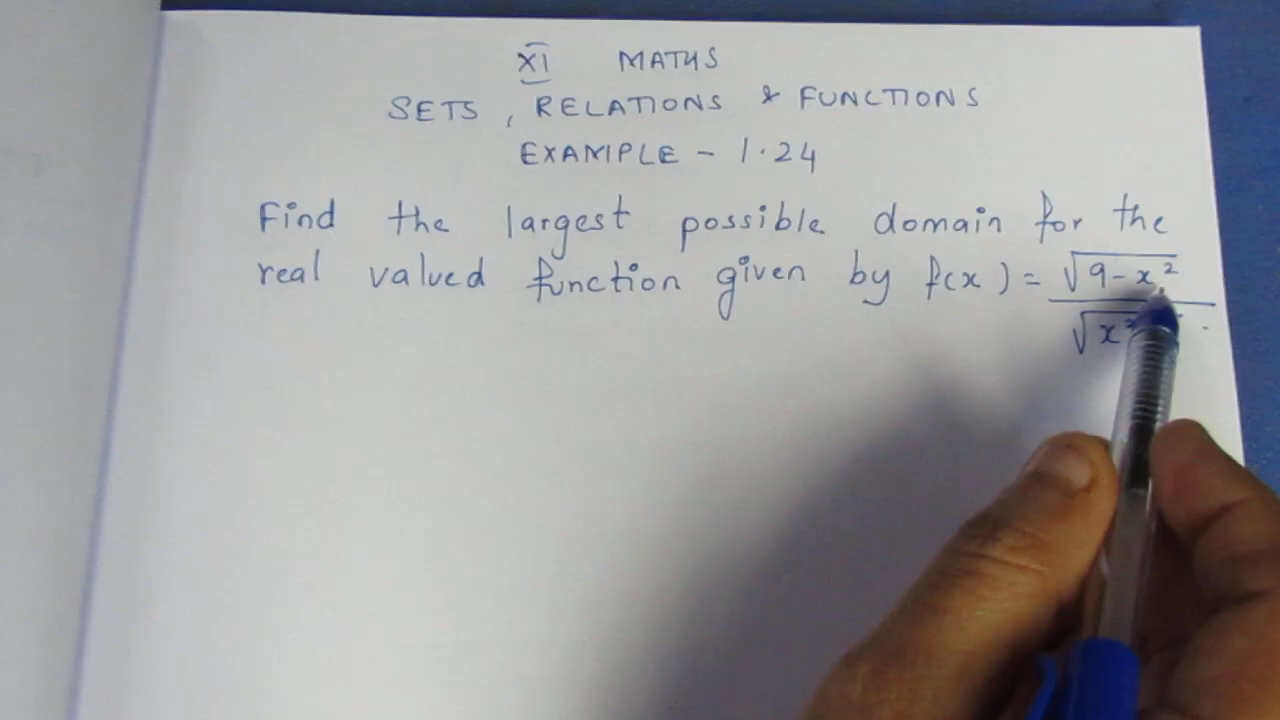 XI MATHS
SETS, RELATIONS & FUNCTIONS
EXAMPLE - 1.24
Find the largest possible domain for the
real valued function given by f(x) = √9-x²
√x²